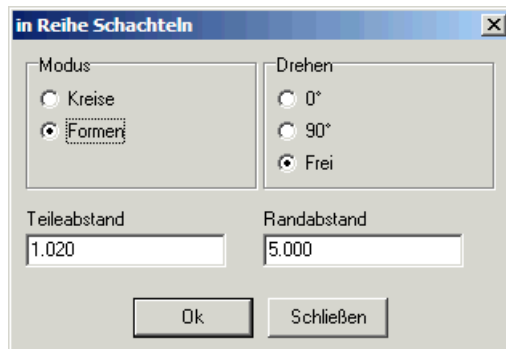 in Reihe Schachteln
Modus
Kreise
Formen
Drehen
0°
90°
Frei
Teileabstand
1.020
Randabstand
5.000
Ok
Schließen